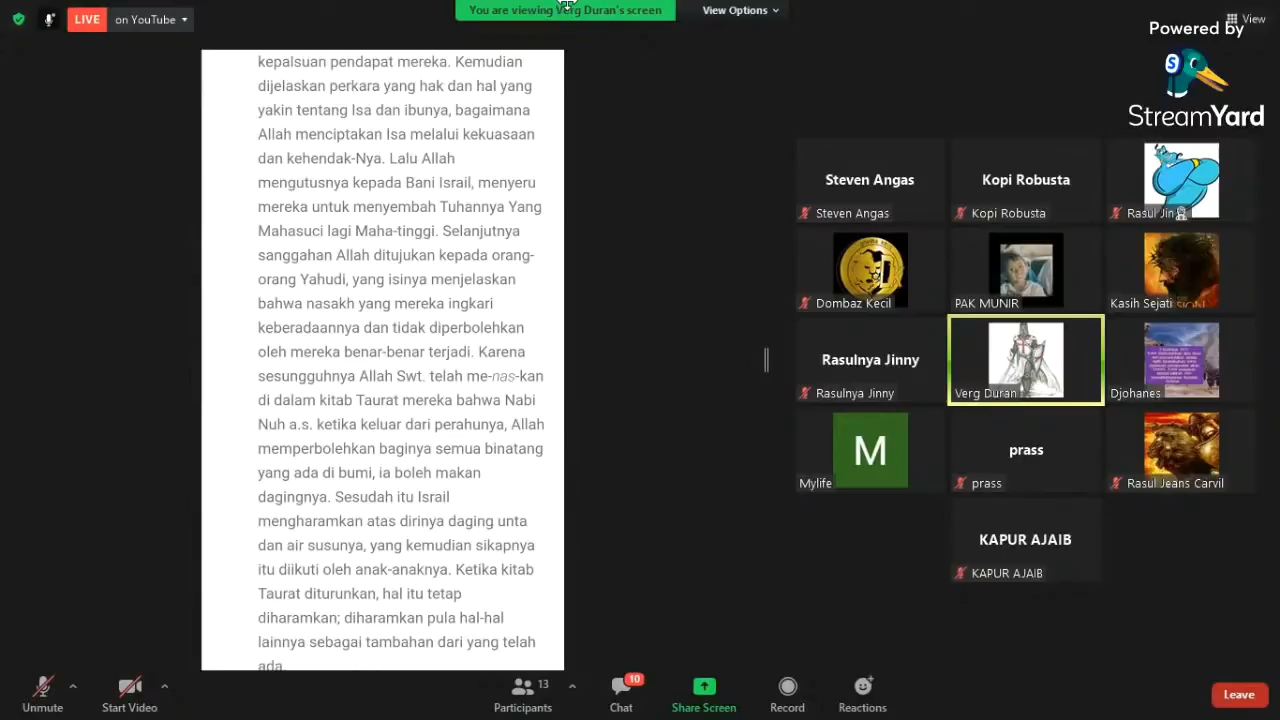 LIVE
on YouTube
You are viewing Verg Duran's screen
View Options
View
Powered by
StreamYard
kepalsuan pendapat mereka. Kemudian
dijelaskan perkara yang hak dan hal yang
yakin tentang Isa dan ibunya, bagaimana
Allah menciptakan Isa melalui kekuasaan
dan kehendak-Nya. Lalu Allah
mengutusnya kepada Bani Israil, menyeru
mereka untuk menyembah Tuhannya Yang
Mahasuci lagi Maha-tinggi. Selanjutnya
sanggahan Allah ditujukan kepada orang-
orang Yahudi, yang isinya menjelaskan
bahwa nasakh yang mereka ingkari
keberadaannya dan tidak diperbolehkan
oleh mereka benar-benar terjadi. Karena
sesungguhnya Allah Swt. telah me-nas-kan
di dalam kitab Taurat mereka bahwa Nabi
Nuh a.s. ketika keluar dari perahunya, Allah
memperbolehkan baginya semua binatang
yang ada di bumi, ia boleh makan
dagingnya. Sesudah itu Israil
mengharamkan atas dirinya daging unta
dan air susunya, yang kemudian sikapnya
itu diikuti oleh anak-anaknya. Ketika kitab
Taurat diturunkan, hal itu tetap
diharamkan; diharamkan pula hal-hal
lainnya sebagai tambahan dari yang telah
ada.
Steven Angas
Steven Angas
Kopi Robusta
Kopi Robusta
Rasul Jin
Dombaz Kecil
PAK MUNIR
Kasih Sejati
Rasulnya Jinny
Rasulnya Jinny
Verg Duran
Djohanes
M
Mylife
prass
prass
Rasul Jeans Carvil
KAPUR AJAIB
KAPUR AJAIB
Unmute
Start Video
13
Participants
10
Chat
Share Screen
Record
Reactions
Leave